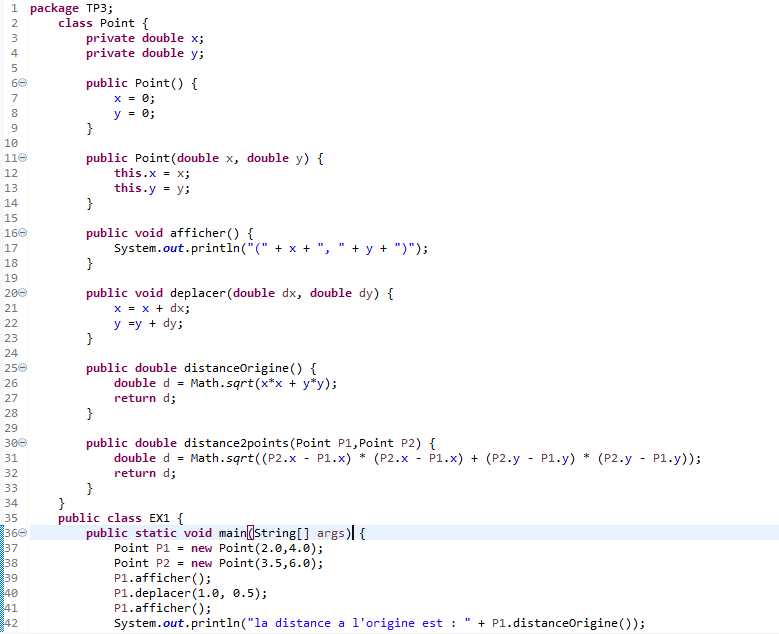 1 package TP3;
2 class Point {
3 private double x;
4 private double y;
5
6 public Point() {
7 x = 0;
8 y = 0;
9 }
10
11 public Point(double x, double y) {
12 this.x = x;
13 this.y = y;
14 }
15
16 public void afficher() {
17 System.out.println("(" + x + ", " + y + ")");
18 }
19
20 public void deplacer(double dx, double dy) {
21 x = x + dx;
22 y =y + dy;
23 }
24
25 public double distanceOrigine() {
26 double d = Math.sqrt(x*x + y*y);
27 return d;
28 }
29
30 public double distance2points(Point P1,Point P2) {
31 double d = Math.sqrt((P2.x - P1.x) * (P2.x - P1.x) + (P2.y - P1.y) * (P2.y - P1.y));
32 return d;
33 }
34 }
35 public class EX1 {
36 public static void main(String[] args) {
37 Point P1 = new Point(2.0,4.0);
38 Point P2 = new Point(3.5,6.0);
39 P1.afficher();
40 P1.deplacer(1.0, 0.5);
41 P1.afficher();
42 System.out.println("la distance a l'origine est : " + P1.distanceOrigine());